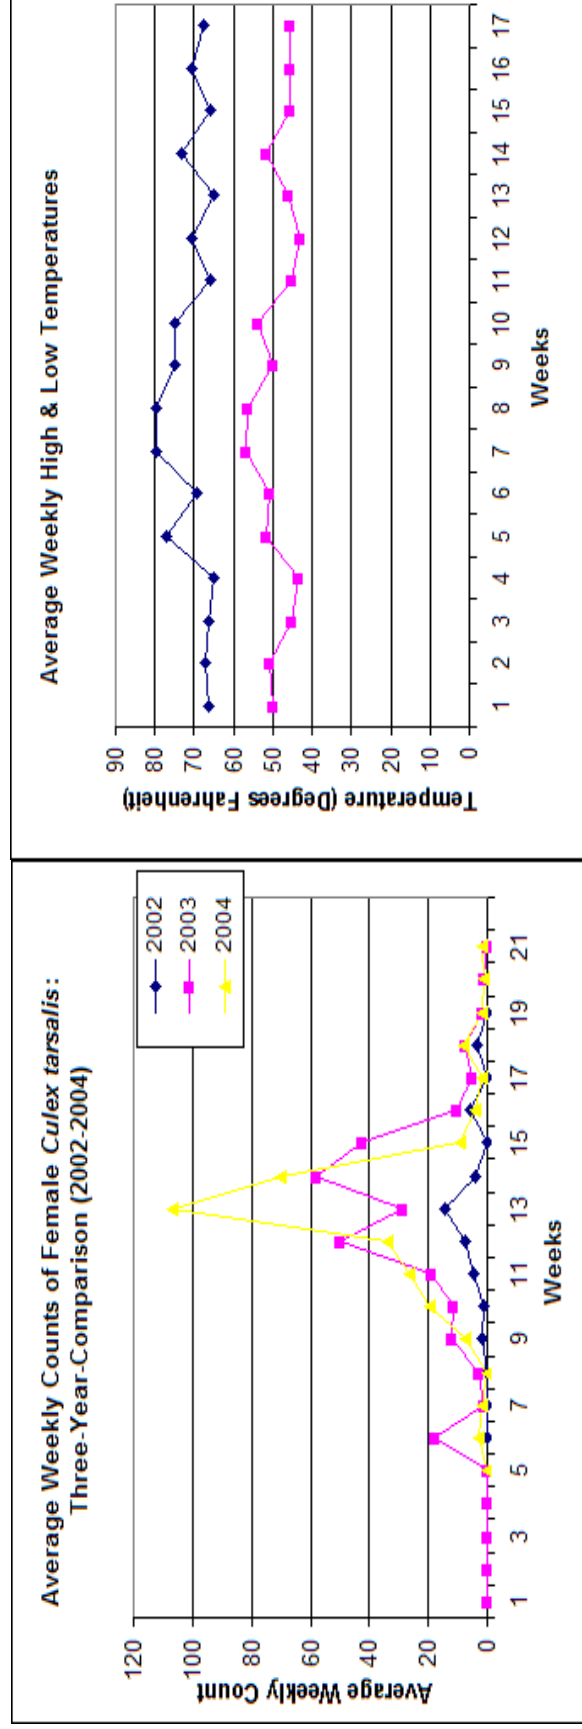 Average Weekly Counts of Female Culex tarsalis:
Three-Year-Comparison (2002-2004)
120
100
80
60
40
20
0
Average Weekly Count
2002
2003
2004
1 3 5 7 9 11 13 15 17 19 21
Weeks
Average Weekly High & Low Temperatures
90
80
70
60
50
40
30
20
10
0
Temperature (Degrees Fahrenheit)
1 2 3 4 5 6 7 8 9 10 11 12 13 14 15 16 17
Weeks